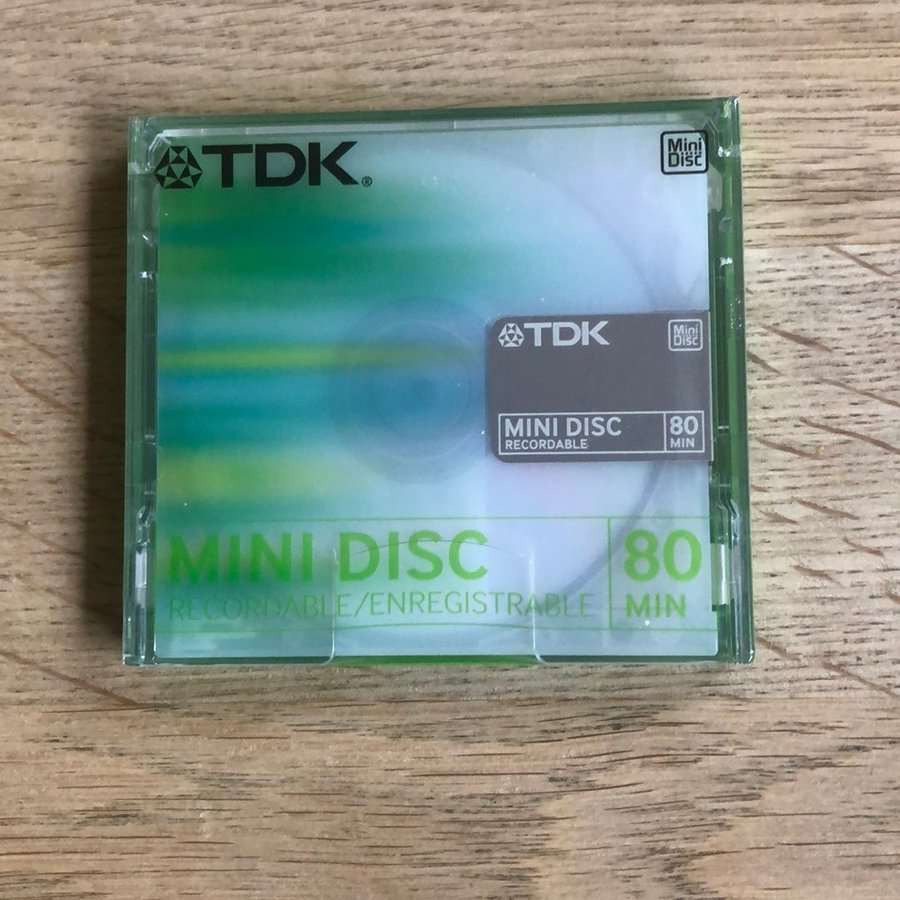 TDK®
Mini Disc
TDK
Mini Disc
MINI DISC
RECORDABLE
80
MIN
MINI DISC
RECORDABLE/ENREGISTRABLE
80
MIN